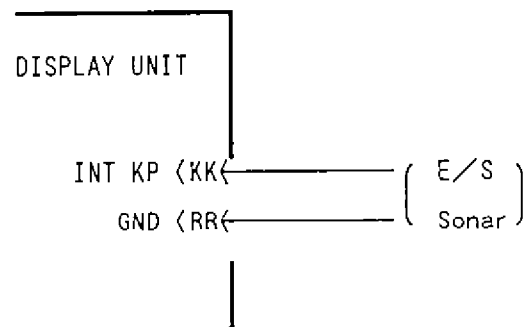 DISPLAY UNIT
INT KP 〈KK〈 E/S
GND 〈RR〈 Sonar